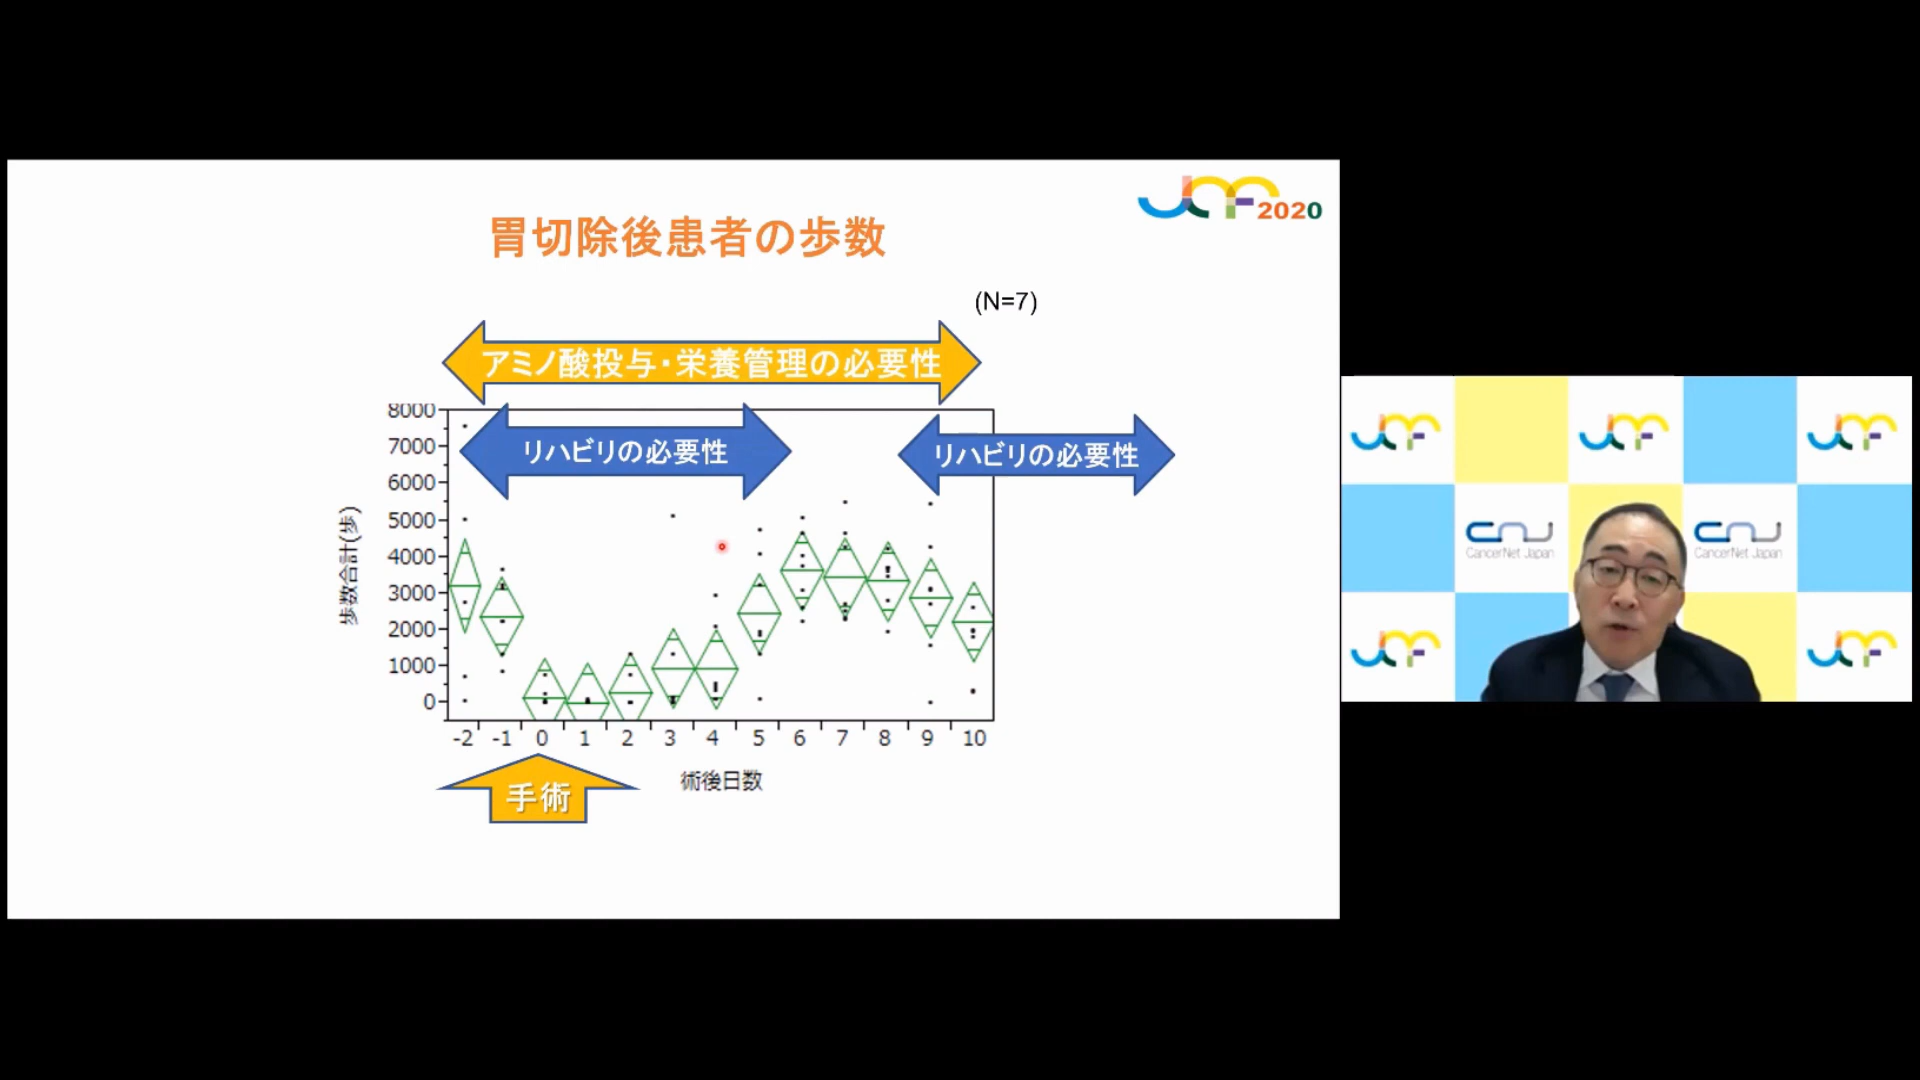 2020
胃切除後患者の歩数
(N=7)
アミノ酸投与・栄養管理の必要性
リハビリの必要性
リハビリの必要性
8000
7000
6000
5000
4000
3000
2000
1000
0
歩数合計(歩)
-2 -1 0 1 2 3 4 5 6 7 8 9 10
術後日数
手術
CancerNet Japan
CancerNet Japan